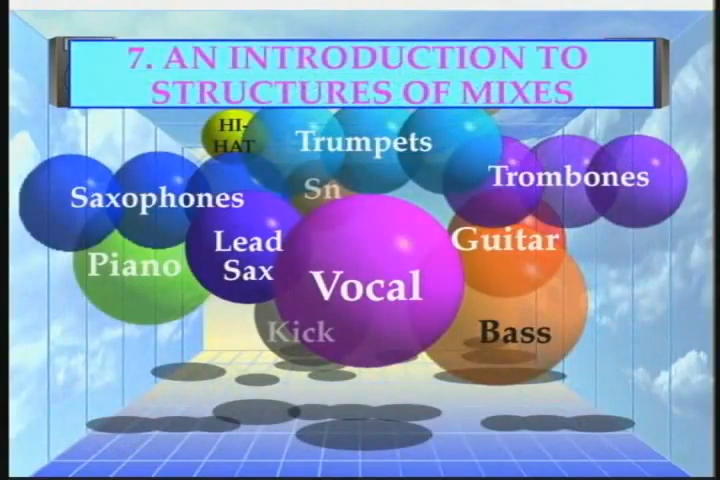 7. AN INTRODUCTION TO
STRUCTURES OF MIXES
HI-
HAT
Trumpets
Sn
Trombones
Saxophones
Lead
Sax
Guitar
Piano
Vocal
Kick
Bass